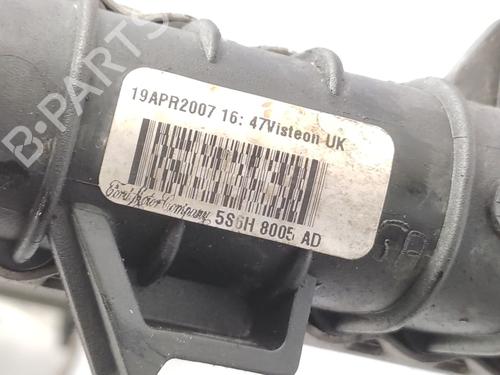 19APR2007 16: 47Visteon UK
Ford Motor Company 5S6H 8005 AD
B-PARTS